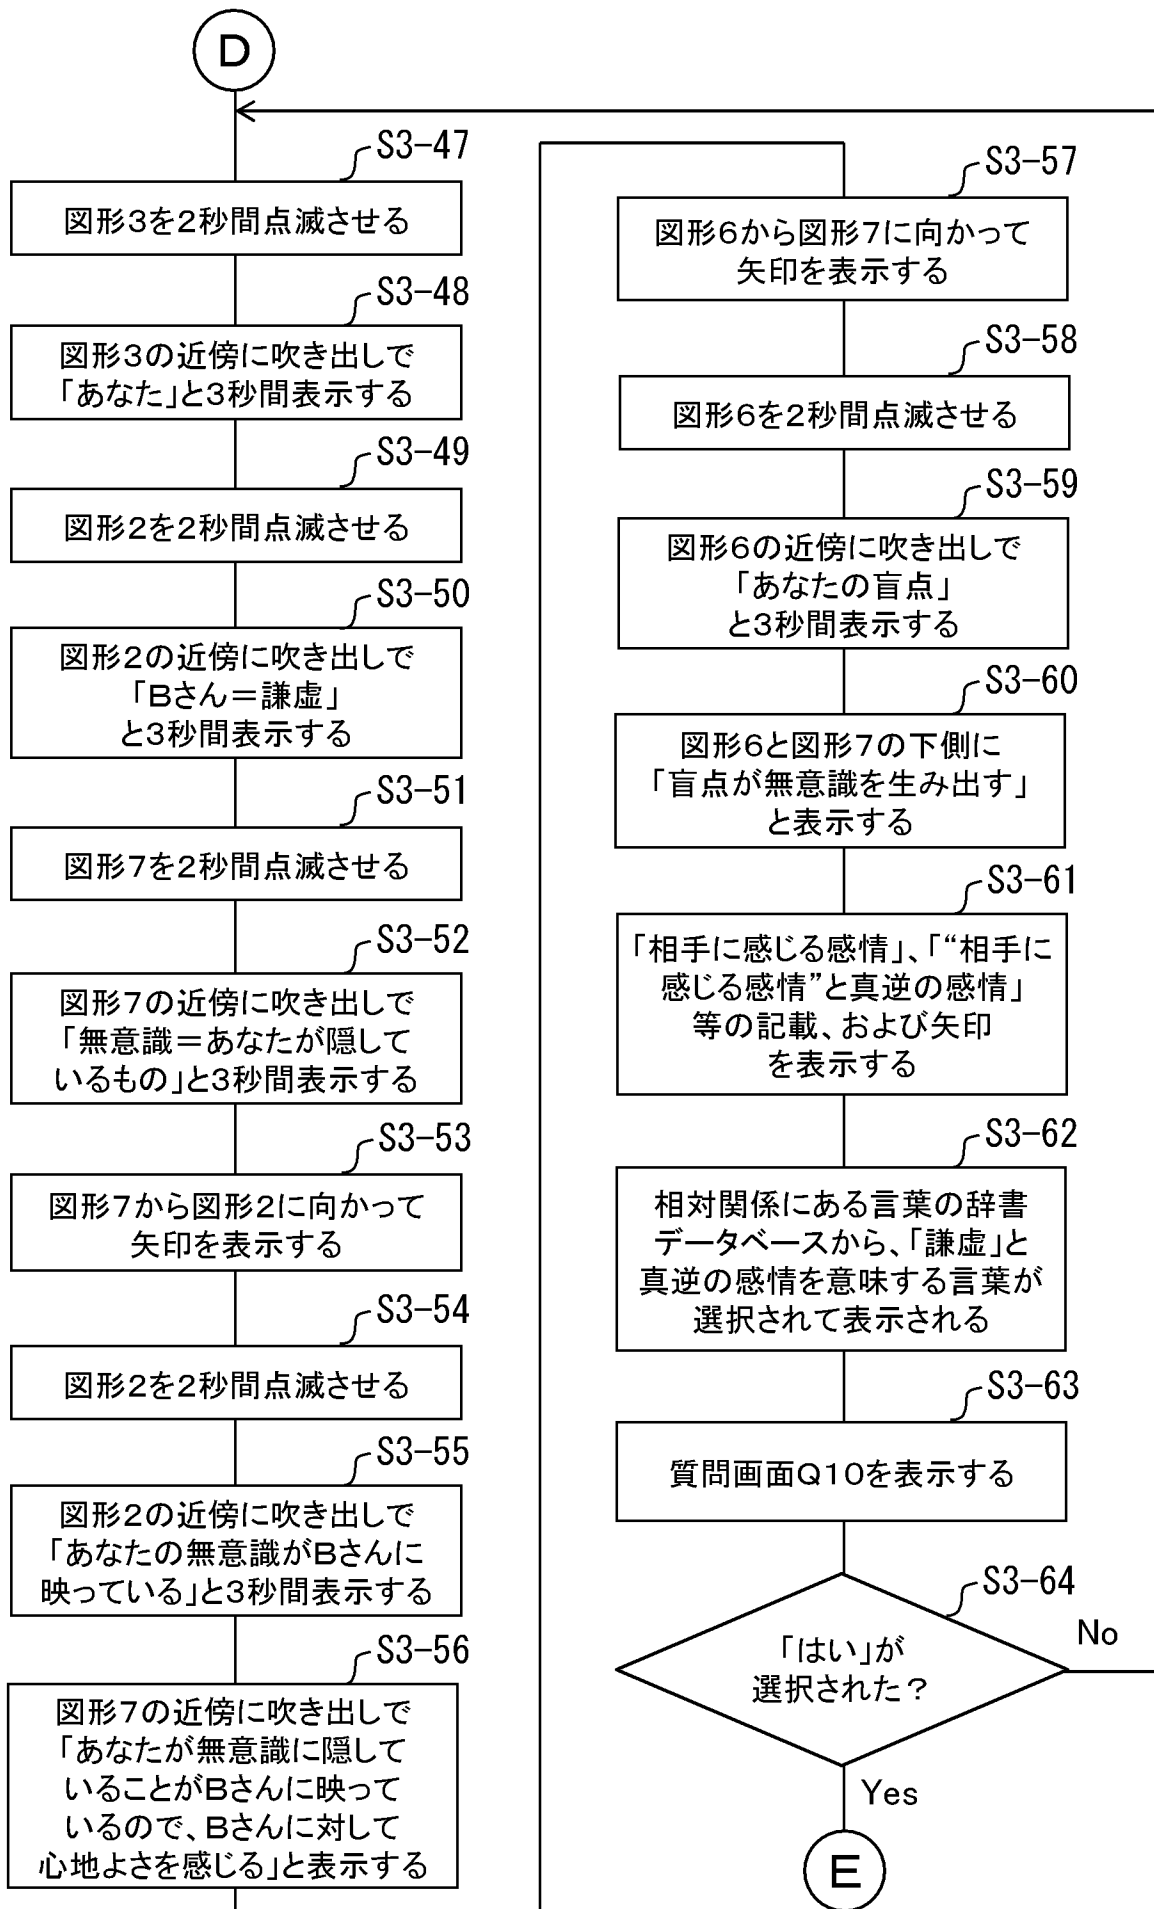 D
S3-47
図形3を2秒間点滅させる
S3-48
図形3の近傍に吹き出しで
「あなた」と3秒間表示する
S3-49
図形2を2秒間点滅させる
S3-50
図形2の近傍に吹き出しで
「Bさん=謙虚」
と3秒間表示する
S3-51
図形7を2秒間点滅させる
S3-52
図形7の近傍に吹き出しで
「無意識=あなたが隠して
いるもの」と3秒間表示する
S3-53
図形7から図形2に向かって
矢印を表示する
S3-54
図形2を2秒間点滅させる
S3-55
図形2の近傍に吹き出しで
「あなたの無意識がBさんに
映っている」と3秒間表示する
S3-56
図形7の近傍に吹き出しで
「あなたが無意識に隠して
いることがBさんに映って
いるので、Bさんに対して
心地よさを感じる」と表示する
S3-57
図形6から図形7に向かって
矢印を表示する
S3-58
図形6を2秒間点滅させる
S3-59
図形6の近傍に吹き出しで
「あなたの盲点」
と3秒間表示する
S3-60
図形6と図形7の下側に
「盲点が無意識を生み出す」
と表示する
S3-61
「相手に感じる感情」、「“相手に
感じる感情”と真逆の感情」
等の記載、および矢印
を表示する
S3-62
相対関係にある言葉の辞書
データベースから、「謙虚」と
真逆の感情を意味する言葉が
選択されて表示される
S3-63
質問画面Q10を表示する
S3-64
「はい」が
選択された?
No
Yes
E